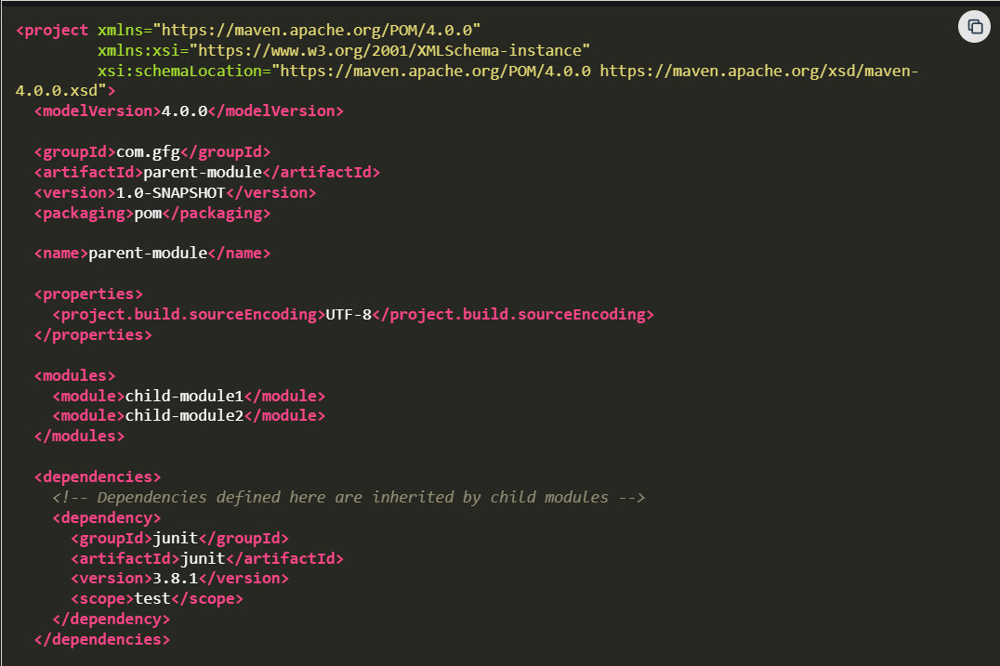 <project xmlns="https://maven.apache.org/POM/4.0.0"
         xmlns:xsi="https://www.w3.org/2001/XMLSchema-instance"
         xsi:schemaLocation="https://maven.apache.org/POM/4.0.0 https://maven.apache.org/xsd/maven-
4.0.0.xsd">
  <modelVersion>4.0.0</modelVersion>

  <groupId>com.gfg</groupId>
  <artifactId>parent-module</artifactId>
  <version>1.0-SNAPSHOT</version>
  <packaging>pom</packaging>

  <name>parent-module</name>

  <properties>
    <project.build.sourceEncoding>UTF-8</project.build.sourceEncoding>
  </properties>

  <modules>
    <module>child-module1</module>
    <module>child-module2</module>
  </modules>

  <dependencies>
    <!-- Dependencies defined here are inherited by child modules -->
    <dependency>
      <groupId>junit</groupId>
      <artifactId>junit</artifactId>
      <version>3.8.1</version>
      <scope>test</scope>
    </dependency>
  </dependencies>